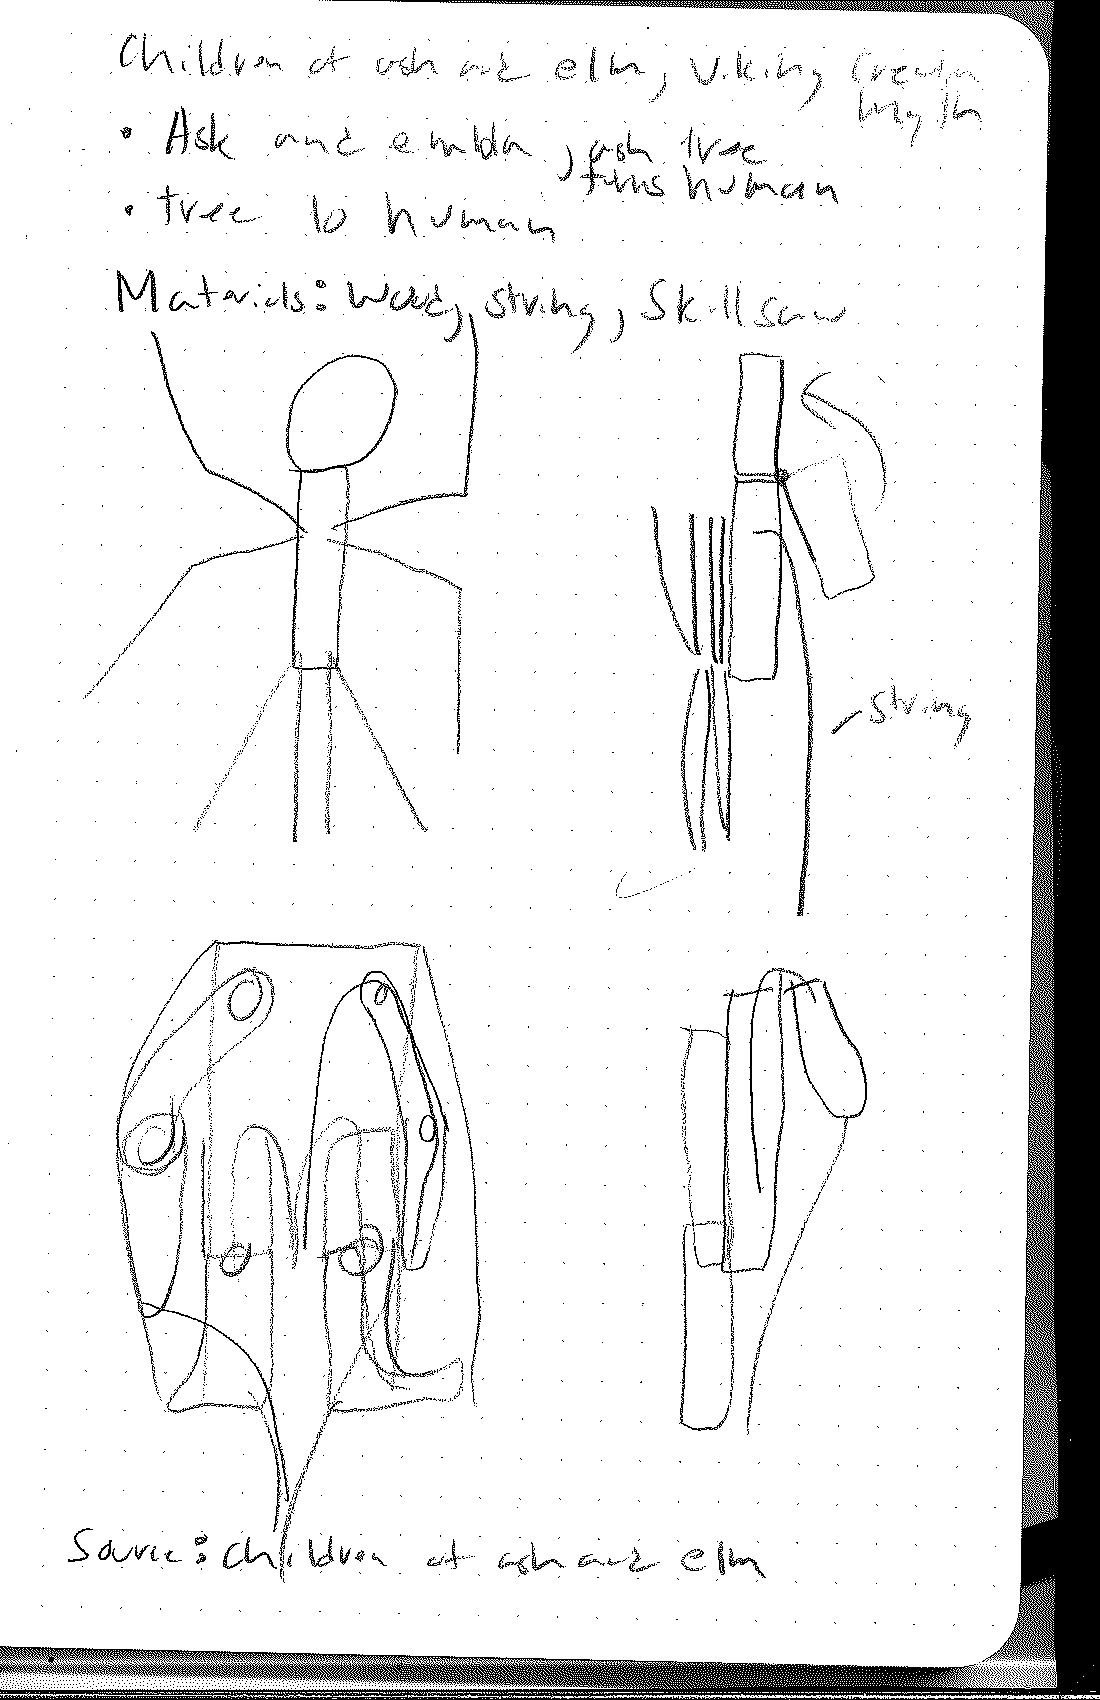 Children of ash and elm, Viking Creation
myth
• Ask and embla, ash tree
turns human
• tree to human
Materials: Wood, string, Skillsaw
string
Source: Children of ash and elm